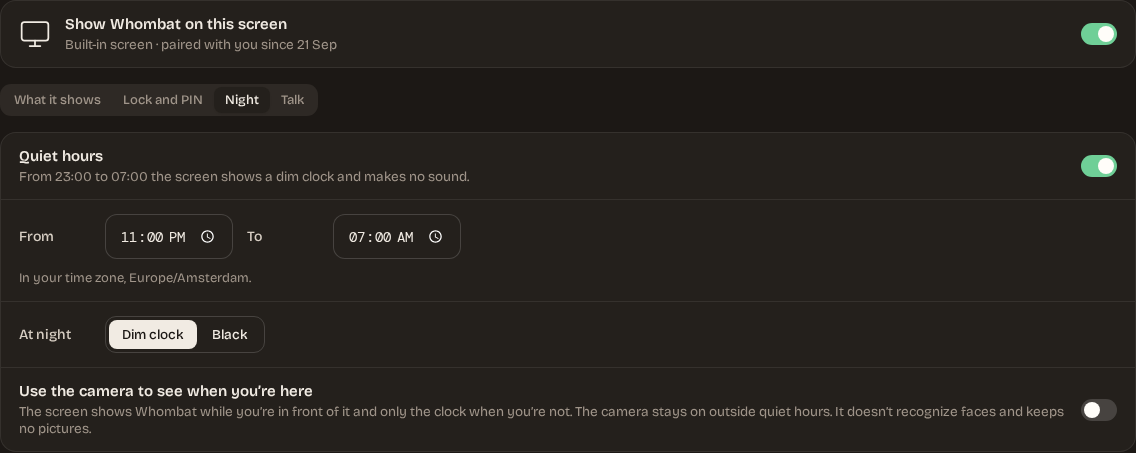 Show Whombat on this screen
Built-in screen · paired with you since 21 Sep
What it shows
Lock and PIN
Night
Talk
Quiet hours
From 23:00 to 07:00 the screen shows a dim clock and makes no sound.
From
11:00 PM
To
07:00 AM
In your time zone, Europe/Amsterdam.
At night
Dim clock
Black
Use the camera to see when you’re here
The screen shows Whombat while you’re in front of it and only the clock when you’re not. The camera stays on outside quiet hours. It doesn’t recognize faces and keeps
no pictures.